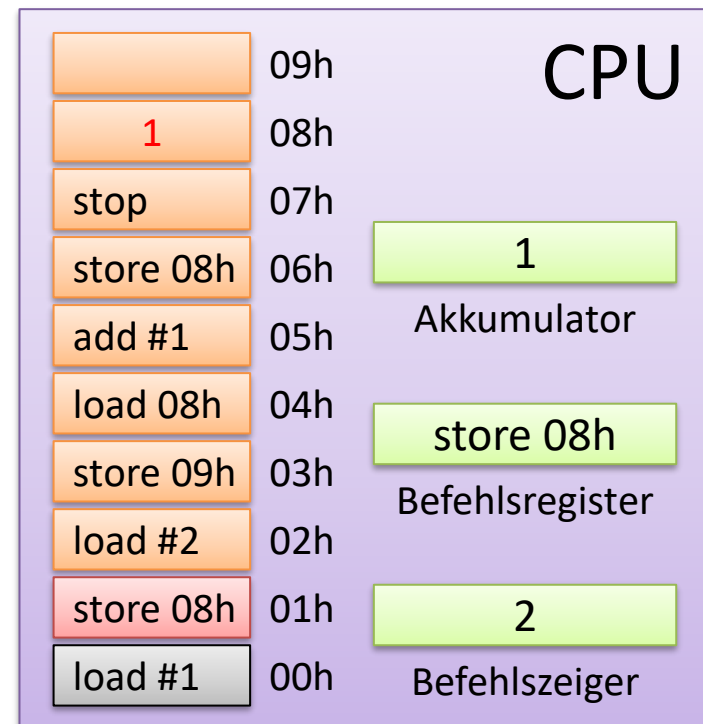 CPU
09h
1 08h
stop 07h
store 08h 06h
add #1 05h
load 08h 04h
store 09h 03h
load #2 02h
store 08h 01h
load #1 00h
1
Akkumulator
store 08h
Befehlsregister
2
Befehlszeiger